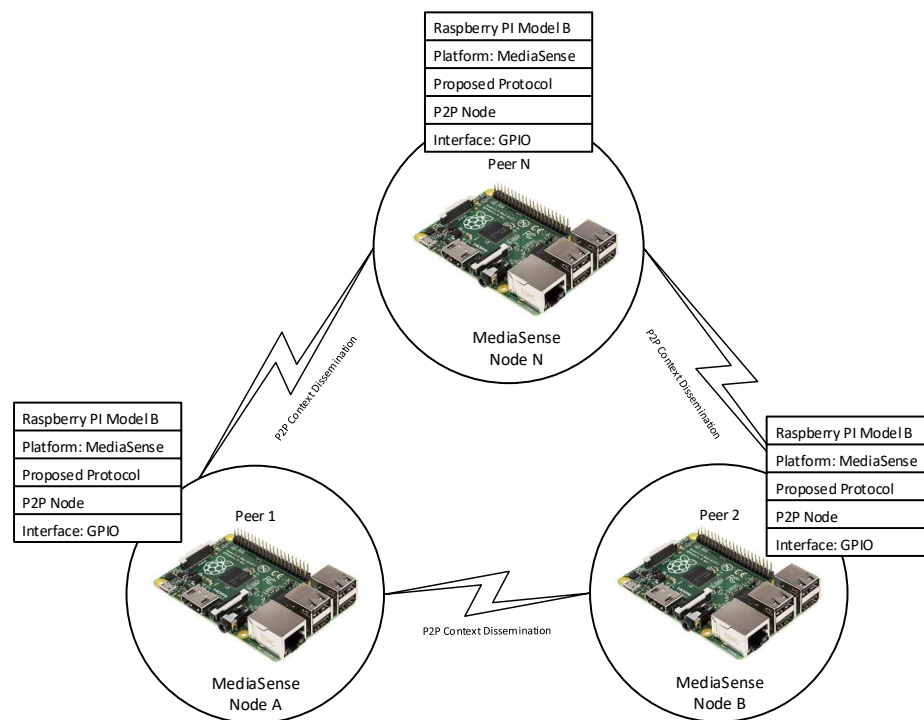 Raspberry PI Model B
Platform: MediaSense
Proposed Protocol
P2P Node
Interface: GPIO
Peer N
MediaSense
Node N
P2P Context Dissemination
P2P Context Dissemination
Raspberry PI Model B
Platform: MediaSense
Proposed Protocol
P2P Node
Interface: GPIO
Peer 1
MediaSense
Node A
Raspberry PI Model B
Platform: MediaSense
Proposed Protocol
P2P Node
Interface: GPIO
Peer 2
MediaSense
Node B
P2P Context Dissemination